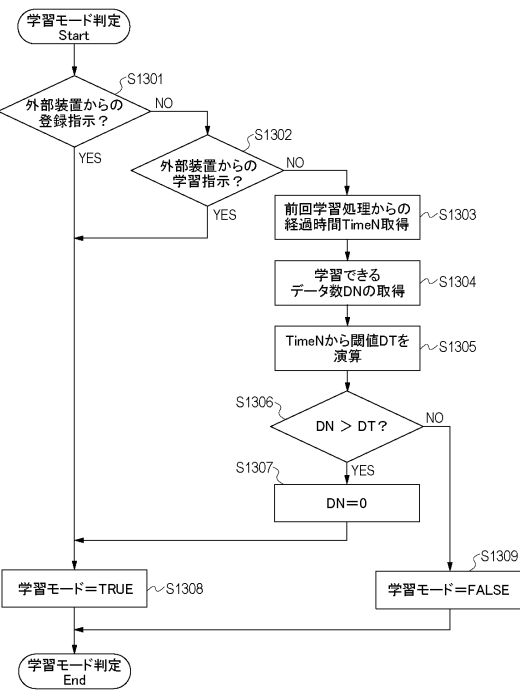 学習モード判定
Start
S1301
外部装置からの
登録指示？
NO
YES
S1302
外部装置からの
学習指示？
NO
YES
前回学習処理からの
経過時間TimeN取得
S1303
学習できる
データ数DNの取得
S1304
TimeNから閾値DTを
演算
S1305
S1306
DN ＞ DT？
NO
YES
S1307
DN＝0
学習モード＝TRUE
S1308
S1309
学習モード＝FALSE
学習モード判定
End